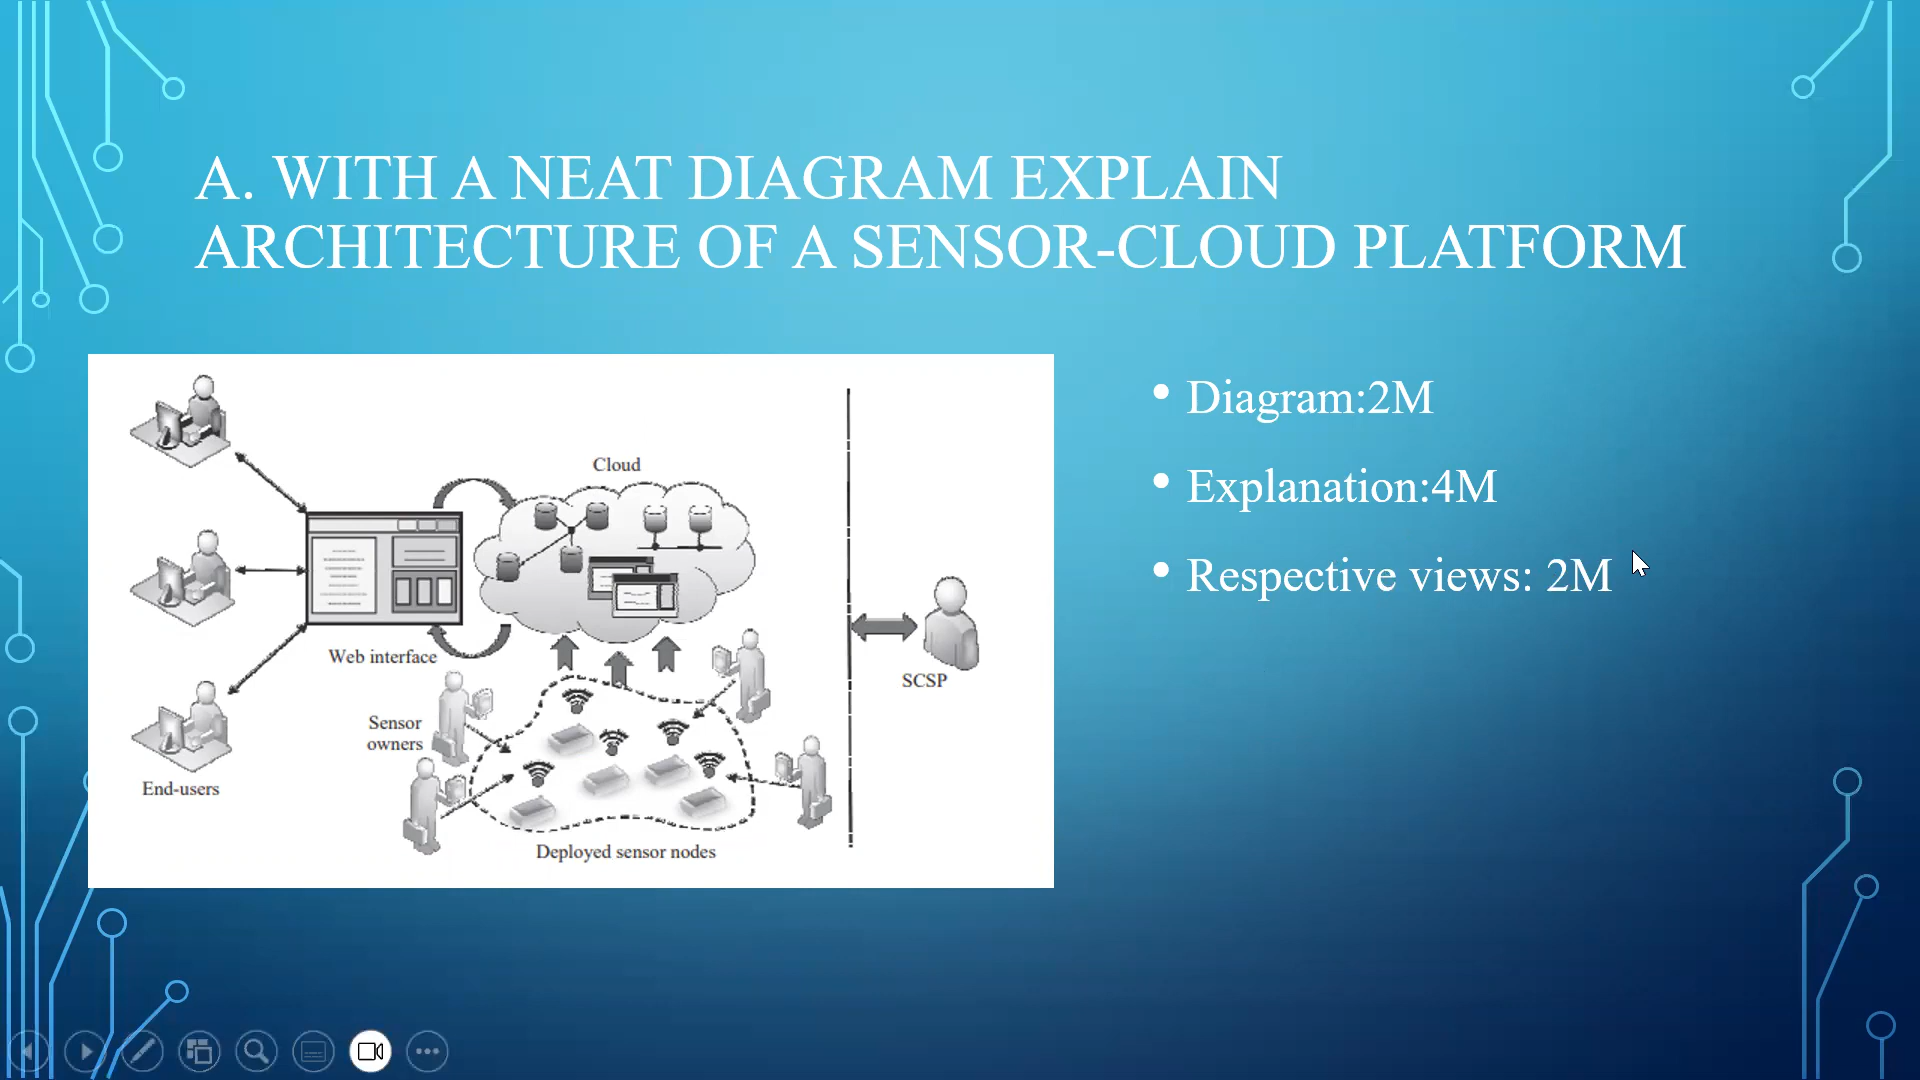 A. WITH A NEAT DIAGRAM EXPLAIN
ARCHITECTURE OF A SENSOR-CLOUD PLATFORM
Cloud
Web interface
Sensor
owners
End-users
Deployed sensor nodes
SCSP
• Diagram:2M
• Explanation:4M
• Respective views: 2M